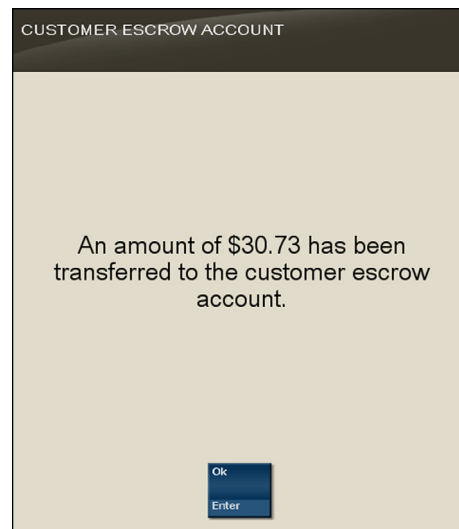 CUSTOMER ESCROW ACCOUNT
An amount of $30.73 has been
transferred to the customer escrow
account.
Ok
Enter